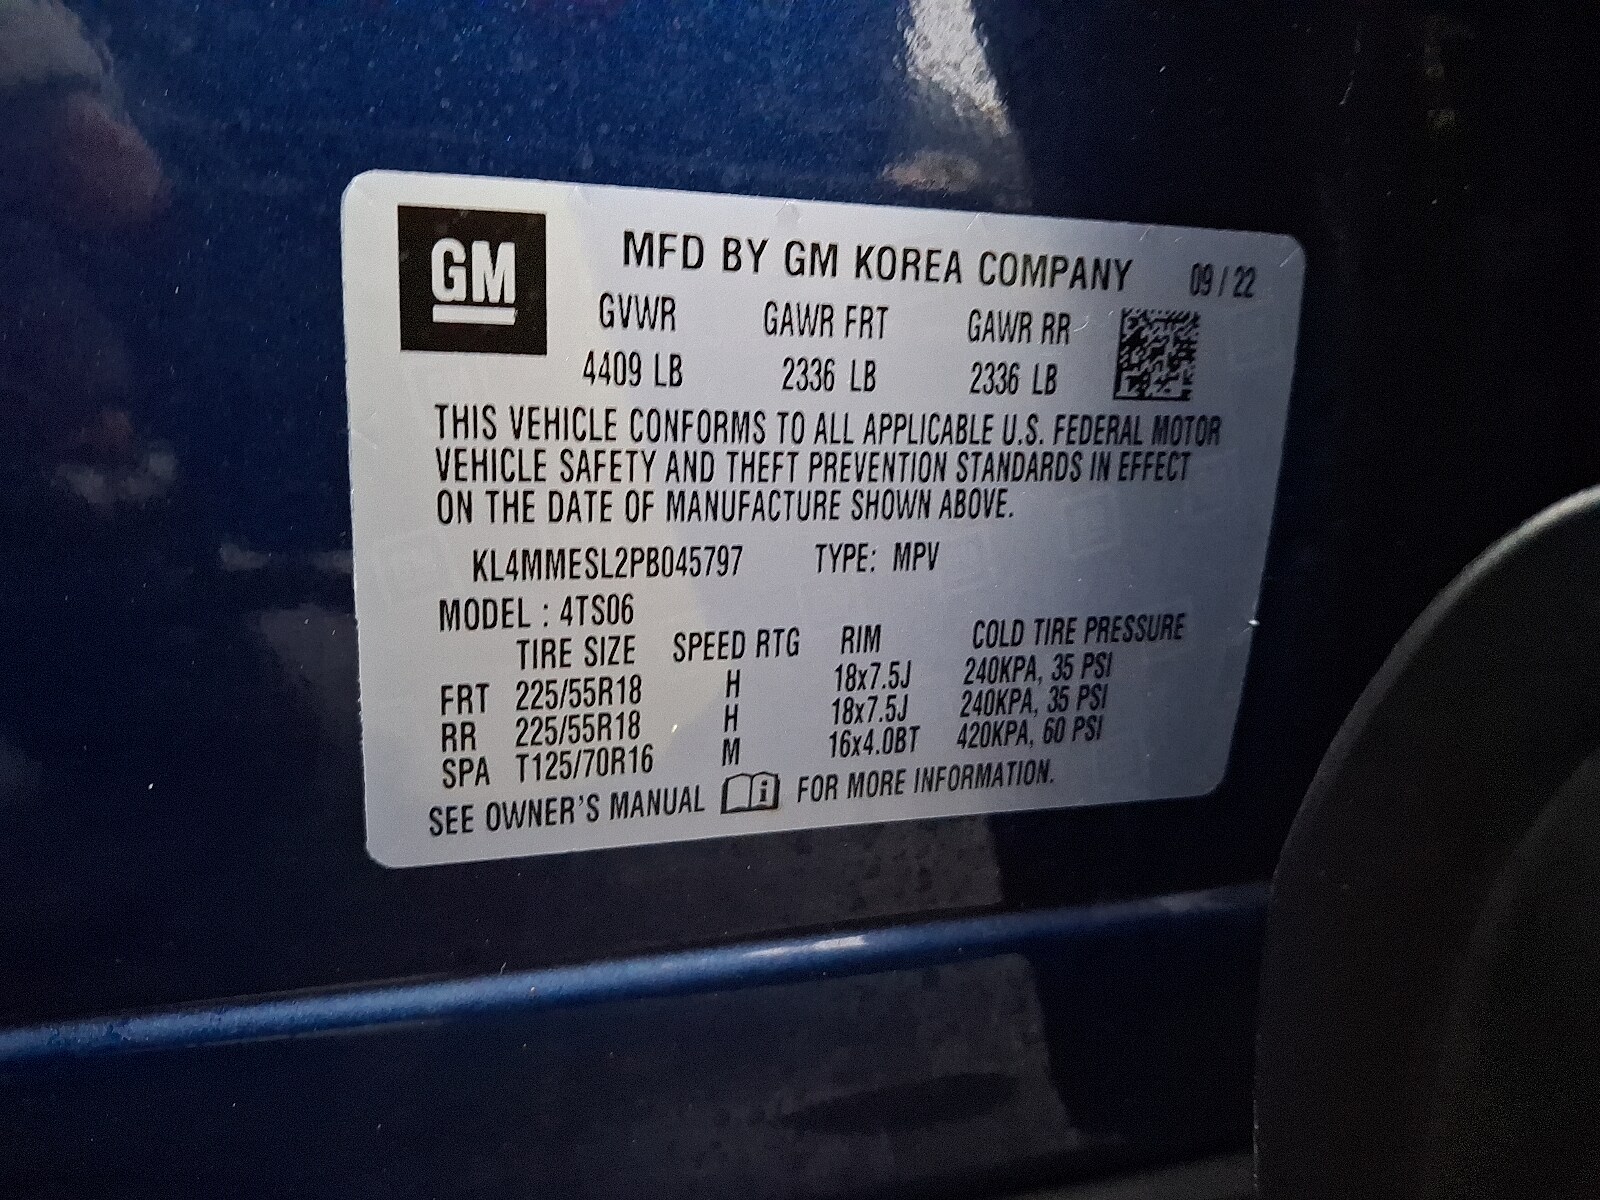 GM
MFD BY GM KOREA COMPANY 09 / 22
GVWR GAWR FRT GAWR RR
4409 LB 2336 LB 2336 LB
THIS VEHICLE CONFORMS TO ALL APPLICABLE U.S. FEDERAL MOTOR
VEHICLE SAFETY AND THEFT PREVENTION STANDARDS IN EFFECT
ON THE DATE OF MANUFACTURE SHOWN ABOVE.
KL4MMESL2PB045797 TYPE: MPV
MODEL : 4TS06
TIRE SIZE SPEED RTG RIM COLD TIRE PRESSURE
FRT 225/55R18 H 18x7.5J 240KPA, 35 PSI
RR 225/55R18 H 18x7.5J 240KPA, 35 PSI
SPA T125/70R16 M 16x4.0BT 420KPA, 60 PSI
SEE OWNER'S MANUAL i FOR MORE INFORMATION.